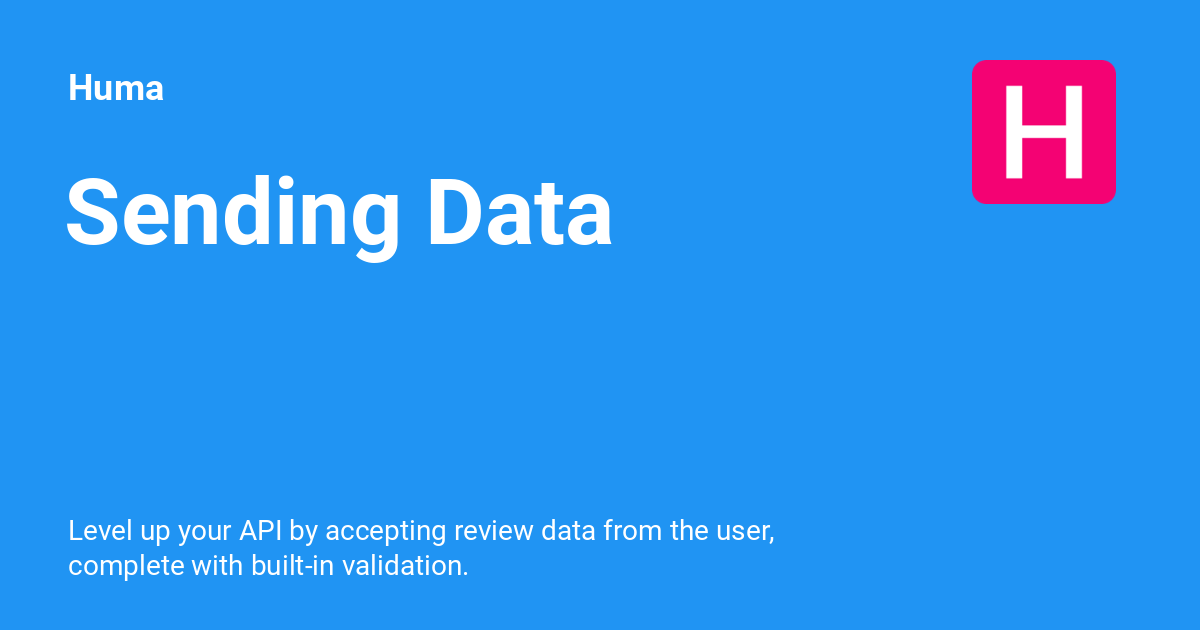 Huma
H
Sending Data
Level up your API by accepting review data from the user,
complete with built-in validation.